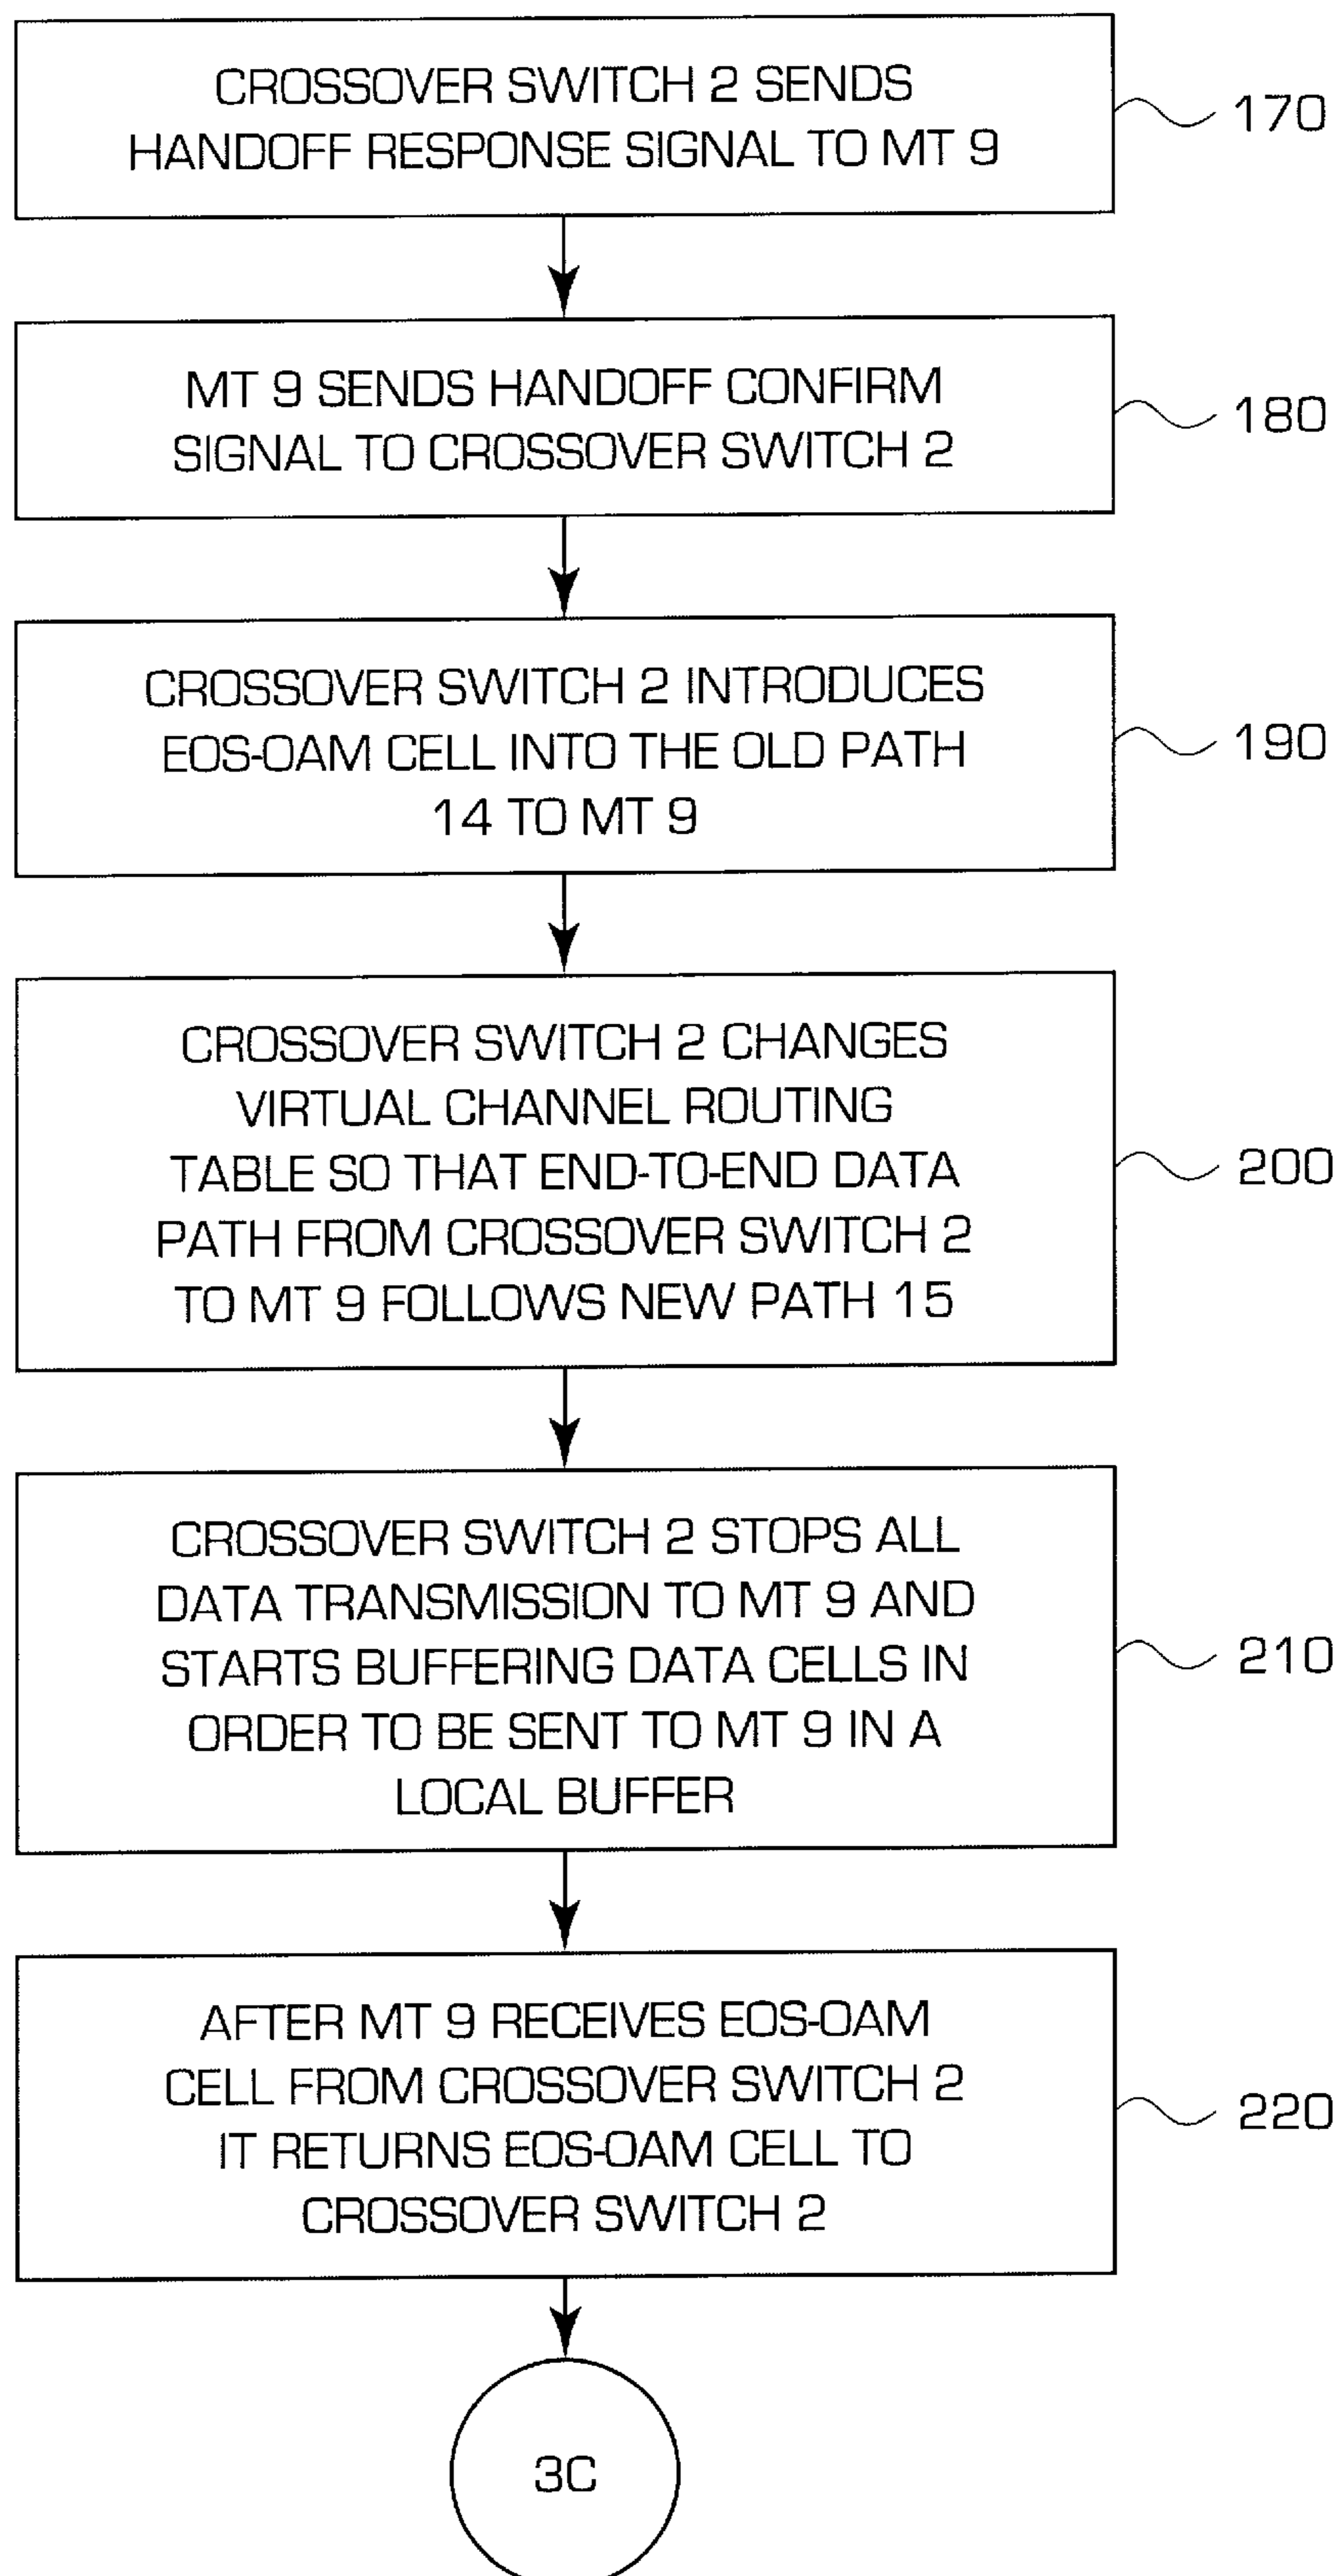 CROSSOVER SWITCH 2 SENDS
HANDOFF RESPONSE SIGNAL TO MT 9
170
MT 9 SENDS HANDOFF CONFIRM
SIGNAL TO CROSSOVER SWITCH 2
180
CROSSOVER SWITCH 2 INTRODUCES
EOS-OAM CELL INTO THE OLD PATH
14 TO MT 9
190
CROSSOVER SWITCH 2 CHANGES
VIRTUAL CHANNEL ROUTING
TABLE SO THAT END-TO-END DATA
PATH FROM CROSSOVER SWITCH 2
TO MT 9 FOLLOWS NEW PATH 15
200
CROSSOVER SWITCH 2 STOPS ALL
DATA TRANSMISSION TO MT 9 AND
STARTS BUFFERING DATA CELLS IN
ORDER TO BE SENT TO MT 9 IN A
LOCAL BUFFER
210
AFTER MT 9 RECEIVES EOS-OAM
CELL FROM CROSSOVER SWITCH 2
IT RETURNS EOS-OAM CELL TO
CROSSOVER SWITCH 2
220
3C